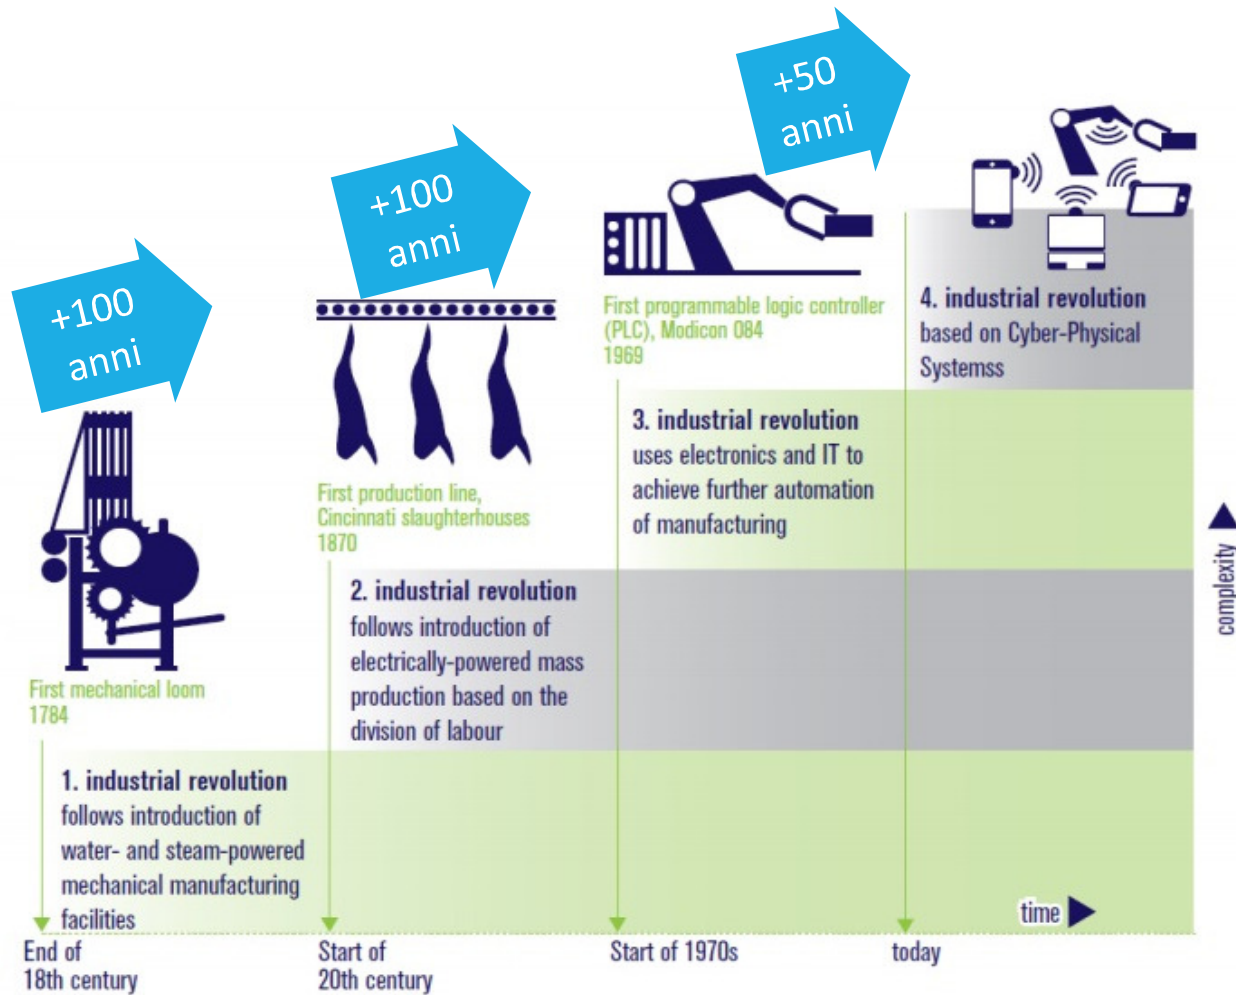 +50
anni
+100
anni
+100
anni
First programmable logic controller
(PLC), Modicon 084
1969
4. industrial revolution
based on Cyber-Physical
Systemss
3. industrial revolution
uses electronics and IT to
achieve further automation
of manufacturing
First production line,
Cincinnati slaughterhouses
1870
2. industrial revolution
follows introduction of
electrically-powered mass
production based on the
division of labour
First mechanical loom
1784
1. industrial revolution
follows introduction of
water- and steam-powered
mechanical manufacturing
facilities
complexity
time
End of
18th century
Start of
20th century
Start of 1970s
today